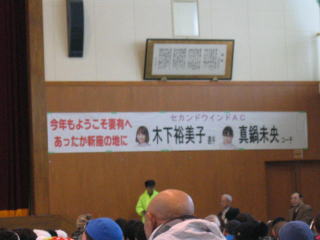 今年もようこそ妻有へ
あったか新座の地に
セカンドウインドAC
木下裕美子 選手
真鍋未央 コーチ